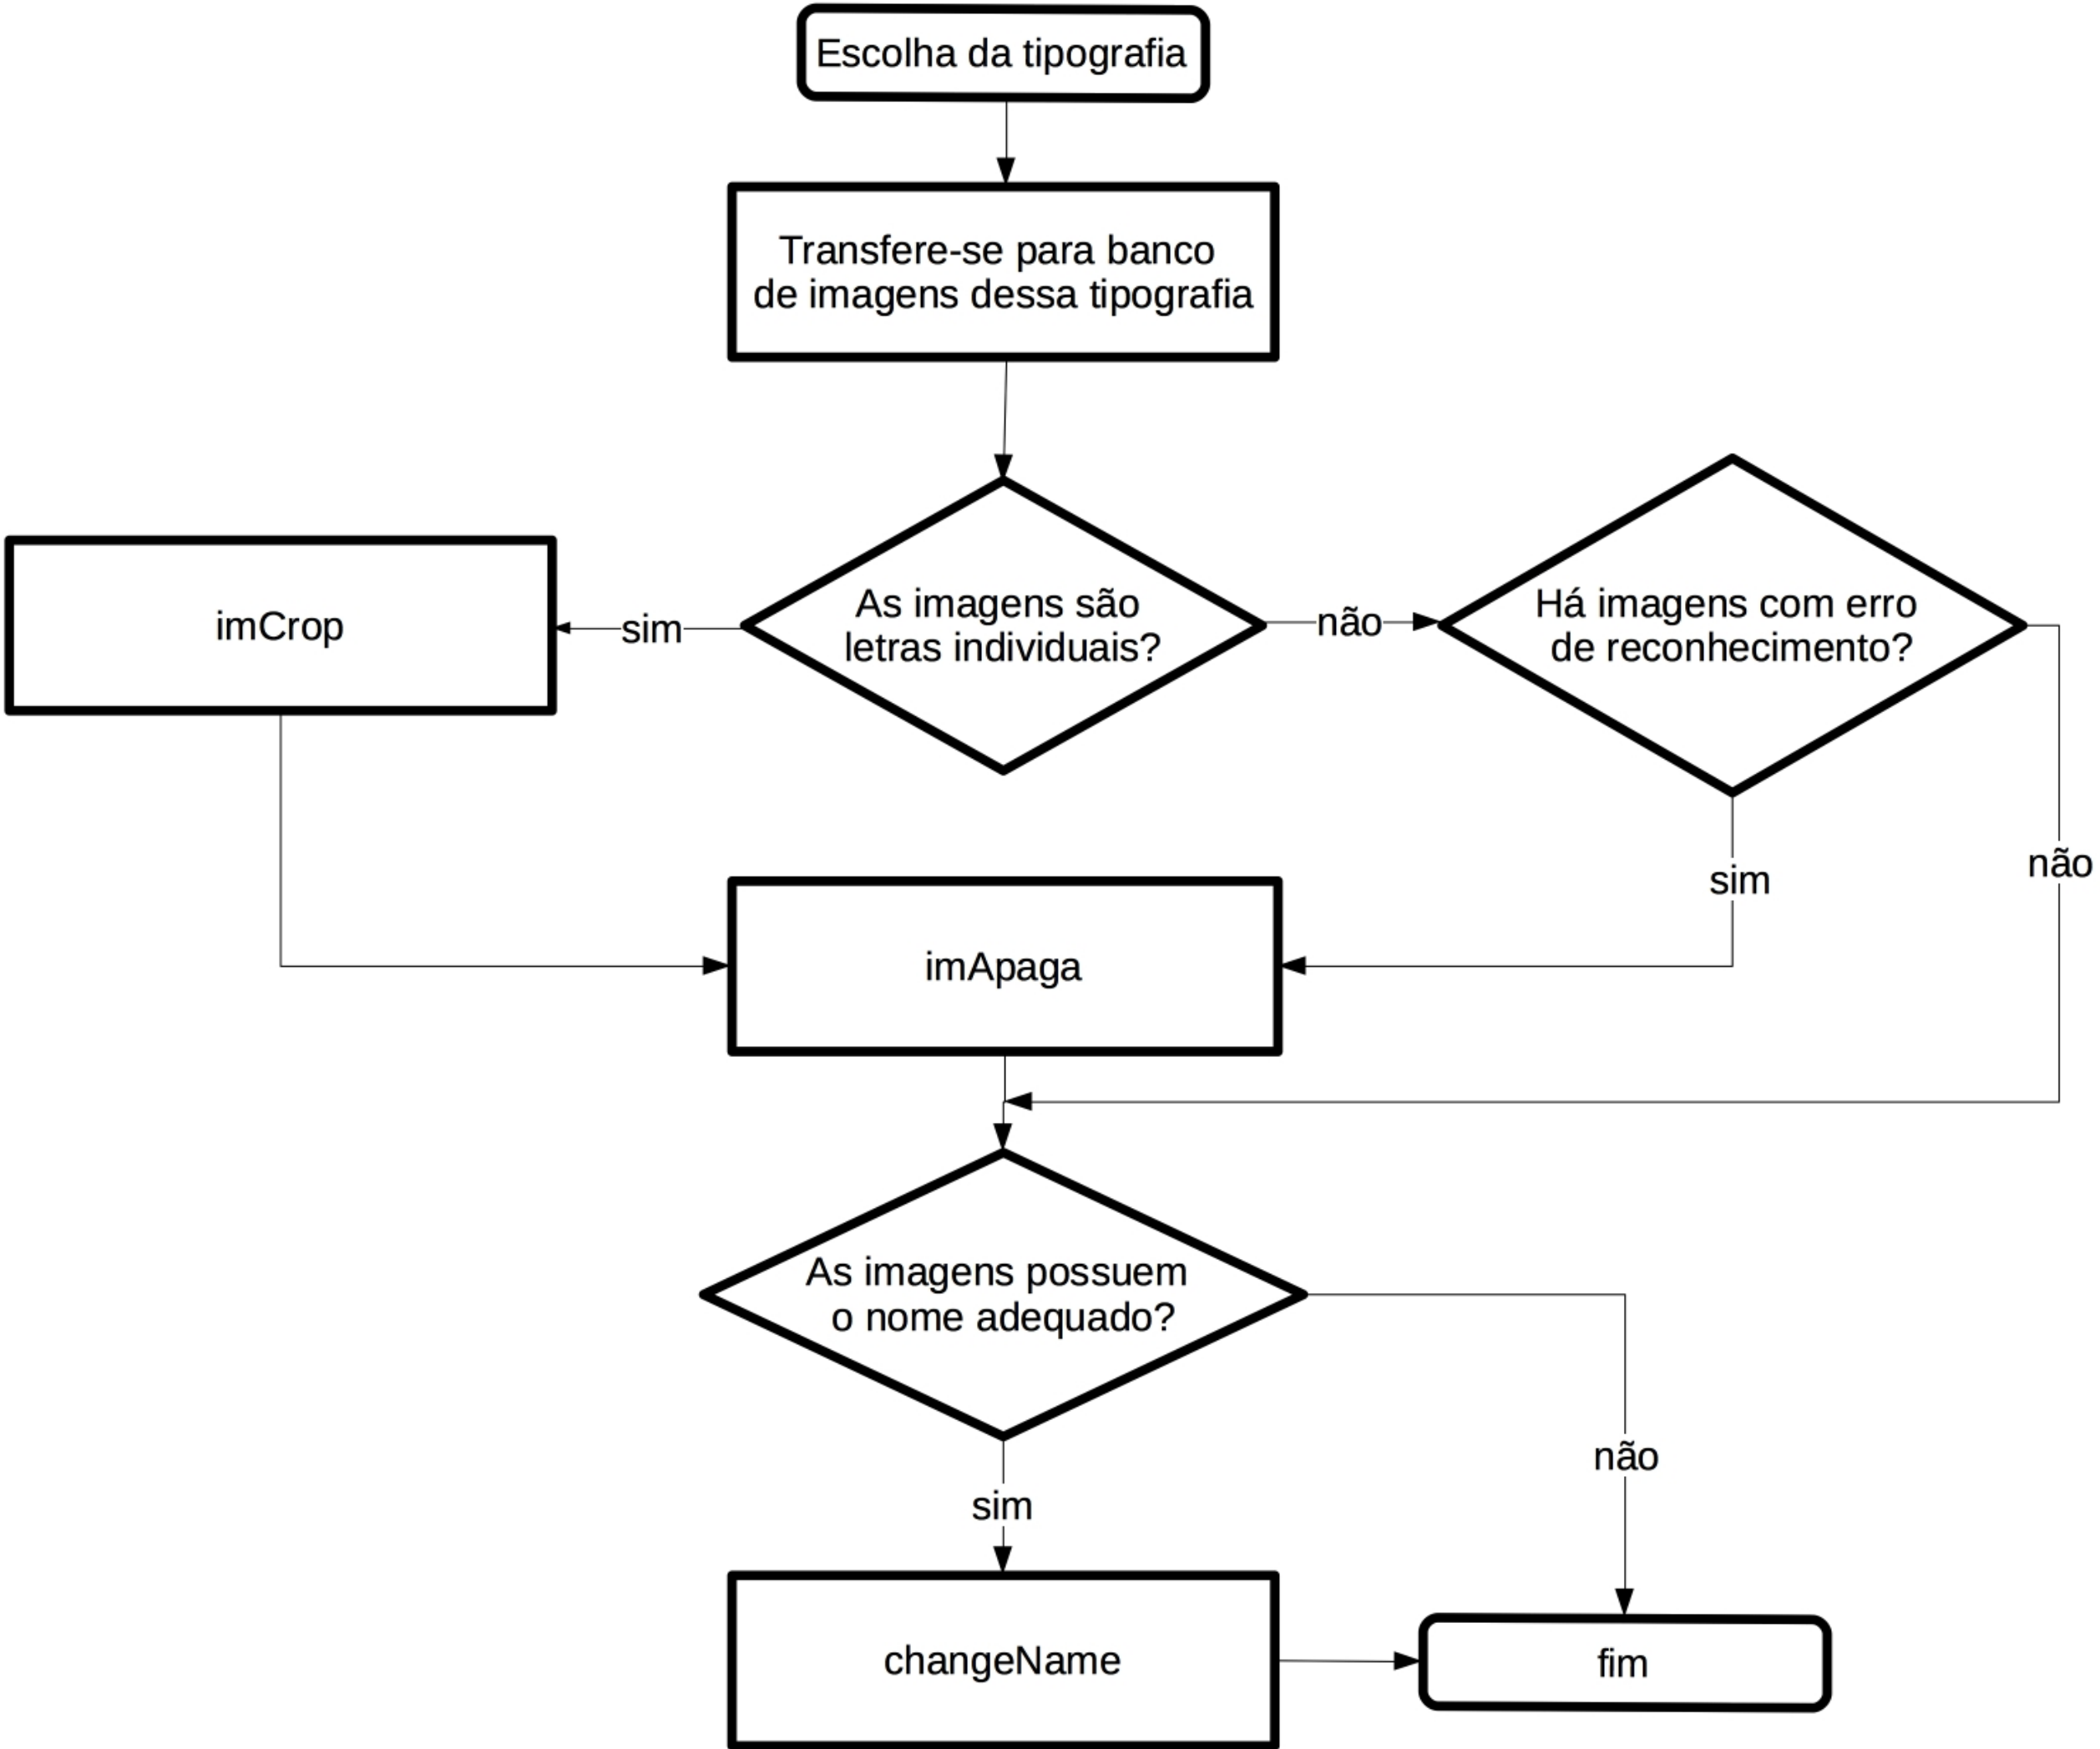 Escolha da tipografia
Transfere-se para banco
de imagens dessa tipografia
imCrop
sim
As imagens são
letras individuais?
não
Há imagens com erro
de reconhecimento?
sim
não
imApaga
As imagens possuem
o nome adequado?
não
sim
changeName
fim